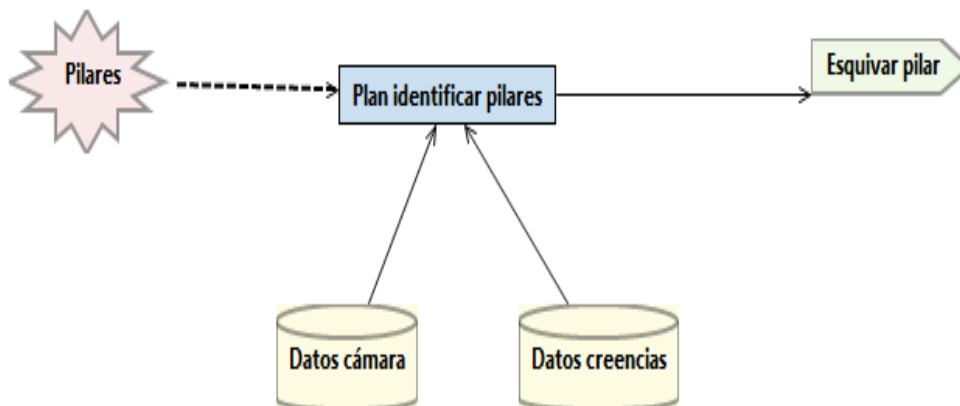 Pilares
Plan identificar pilares
Esquivar pilar
Datos cámara
Datos creencias